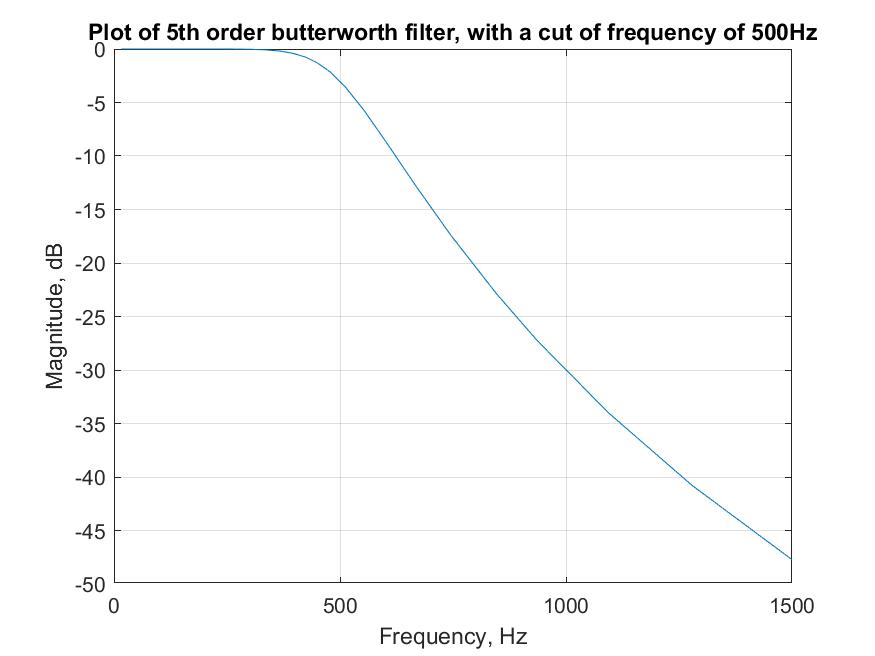 Plot of 5th order butterworth filter, with a cut of frequency of 500Hz
0
-5
-10
-15
-20
-25
-30
-35
-40
-45
-50
Magnitude, dB
0 500 1000 1500
Frequency, Hz